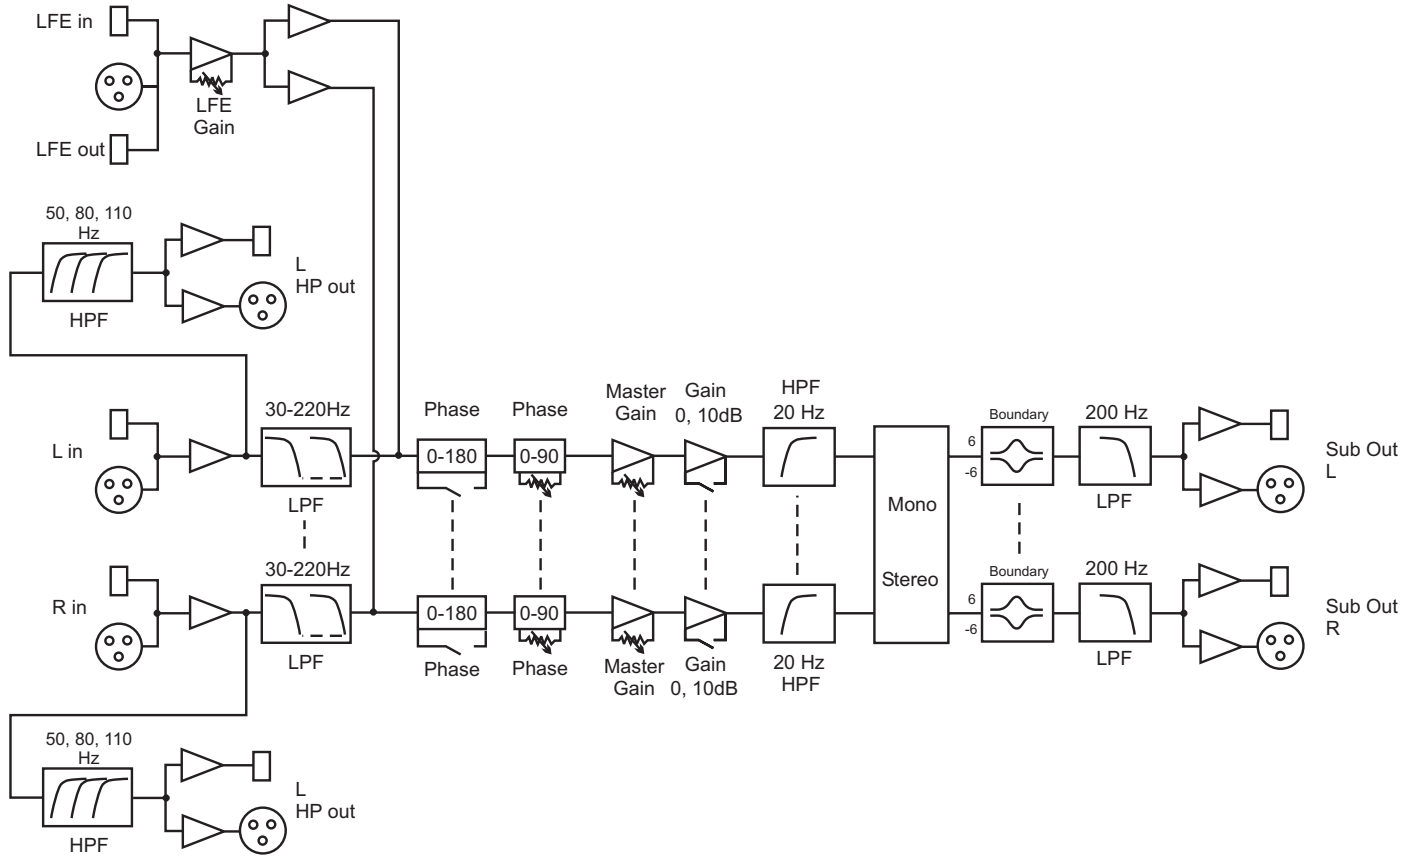 LFE in
LFE
Gain
LFE out
50, 80, 110
Hz
HPF
L
HP out
L in
30-220Hz
LPF
Phase
0-180
Phase
0-90
Master
Gain
Gain
0, 10dB
HPF
20 Hz
Mono
Stereo
Boundary
6
-6
200 Hz
LPF
Sub Out
L
R in
30-220Hz
LPF
0-180
Phase
0-90
Phase
Master
Gain
Gain
0, 10dB
20 Hz
HPF
Boundary
6
-6
200 Hz
LPF
Sub Out
R
50, 80, 110
Hz
HPF
L
HP out